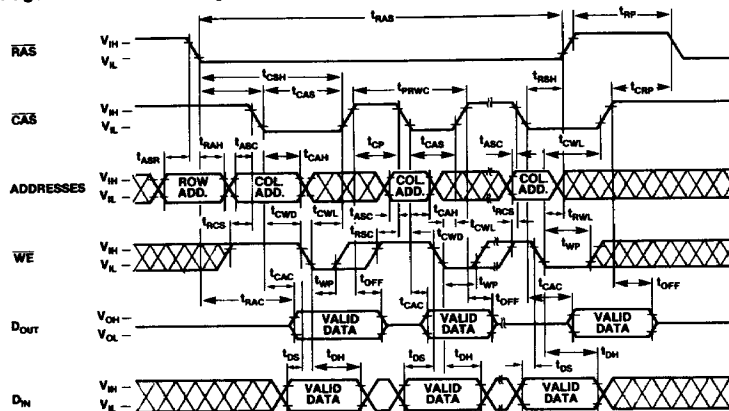 tRAS
tRP
RAS
VIH
VIL
tCSH
tRSH
tCRP
tCAS
tPRWC
CAS
VIH
VIL
tASR
tRAH
tASC
tCAH
tCP
tCAS
tASC
tCWL
ADDRESSES
VIH
VIL
ROW ADD.
COL. ADD.
COL. ADD.
COL. ADD.
tRCS
tCWD
tCWL
tASC
tRSC
tCAH
tCWL
tCWD
tRCS
tRWL
tWP
WE
VIH
VIL
tRAC
tCAC
tWP
tOFF
tCAC
tWP
tOFF
tCAC
tOFF
DOUT
VOH
VOL
VALID DATA
VALID DATA
VALID DATA
tDS
tDH
tDS
tDH
tDS
tDH
DIN
VIH
VIL
VALID DATA
VALID DATA
VALID DATA